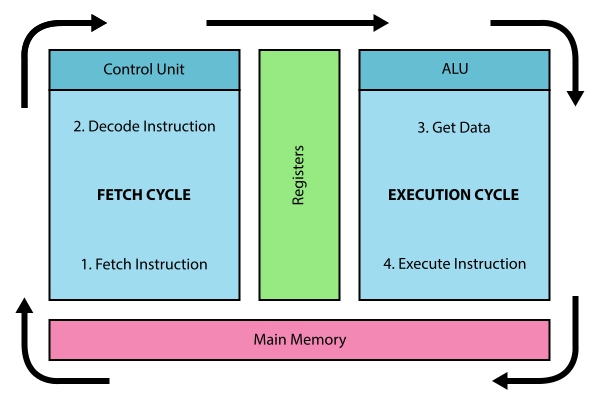 Control Unit
2. Decode Instruction
FETCH CYCLE
1. Fetch Instruction
Registers
ALU
3. Get Data
EXECUTION CYCLE
4. Execute Instruction
Main Memory